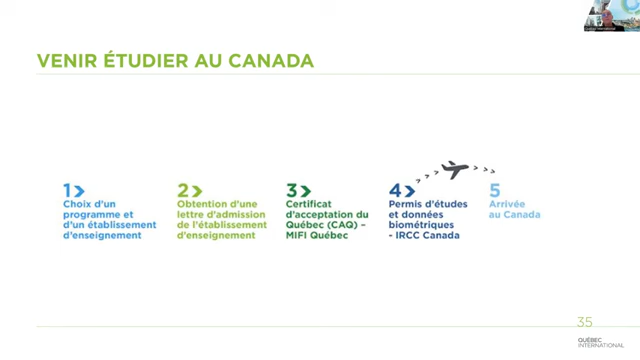 VENIR ÉTUDIER AU CANADA
1
Choix d'un
programme et
d'un établissement
d'enseignement
2
Obtention d'une
lettre d'admission
de l'établissement
d'enseignement
3
Certificat
d'acceptation du
Québec (CAQ) –
MIFI Québec
4
Permis d'études
et données
biométriques
- IRCC Canada
5
Arrivée
au Canada
35
QUÉBEC
INTERNATIONAL